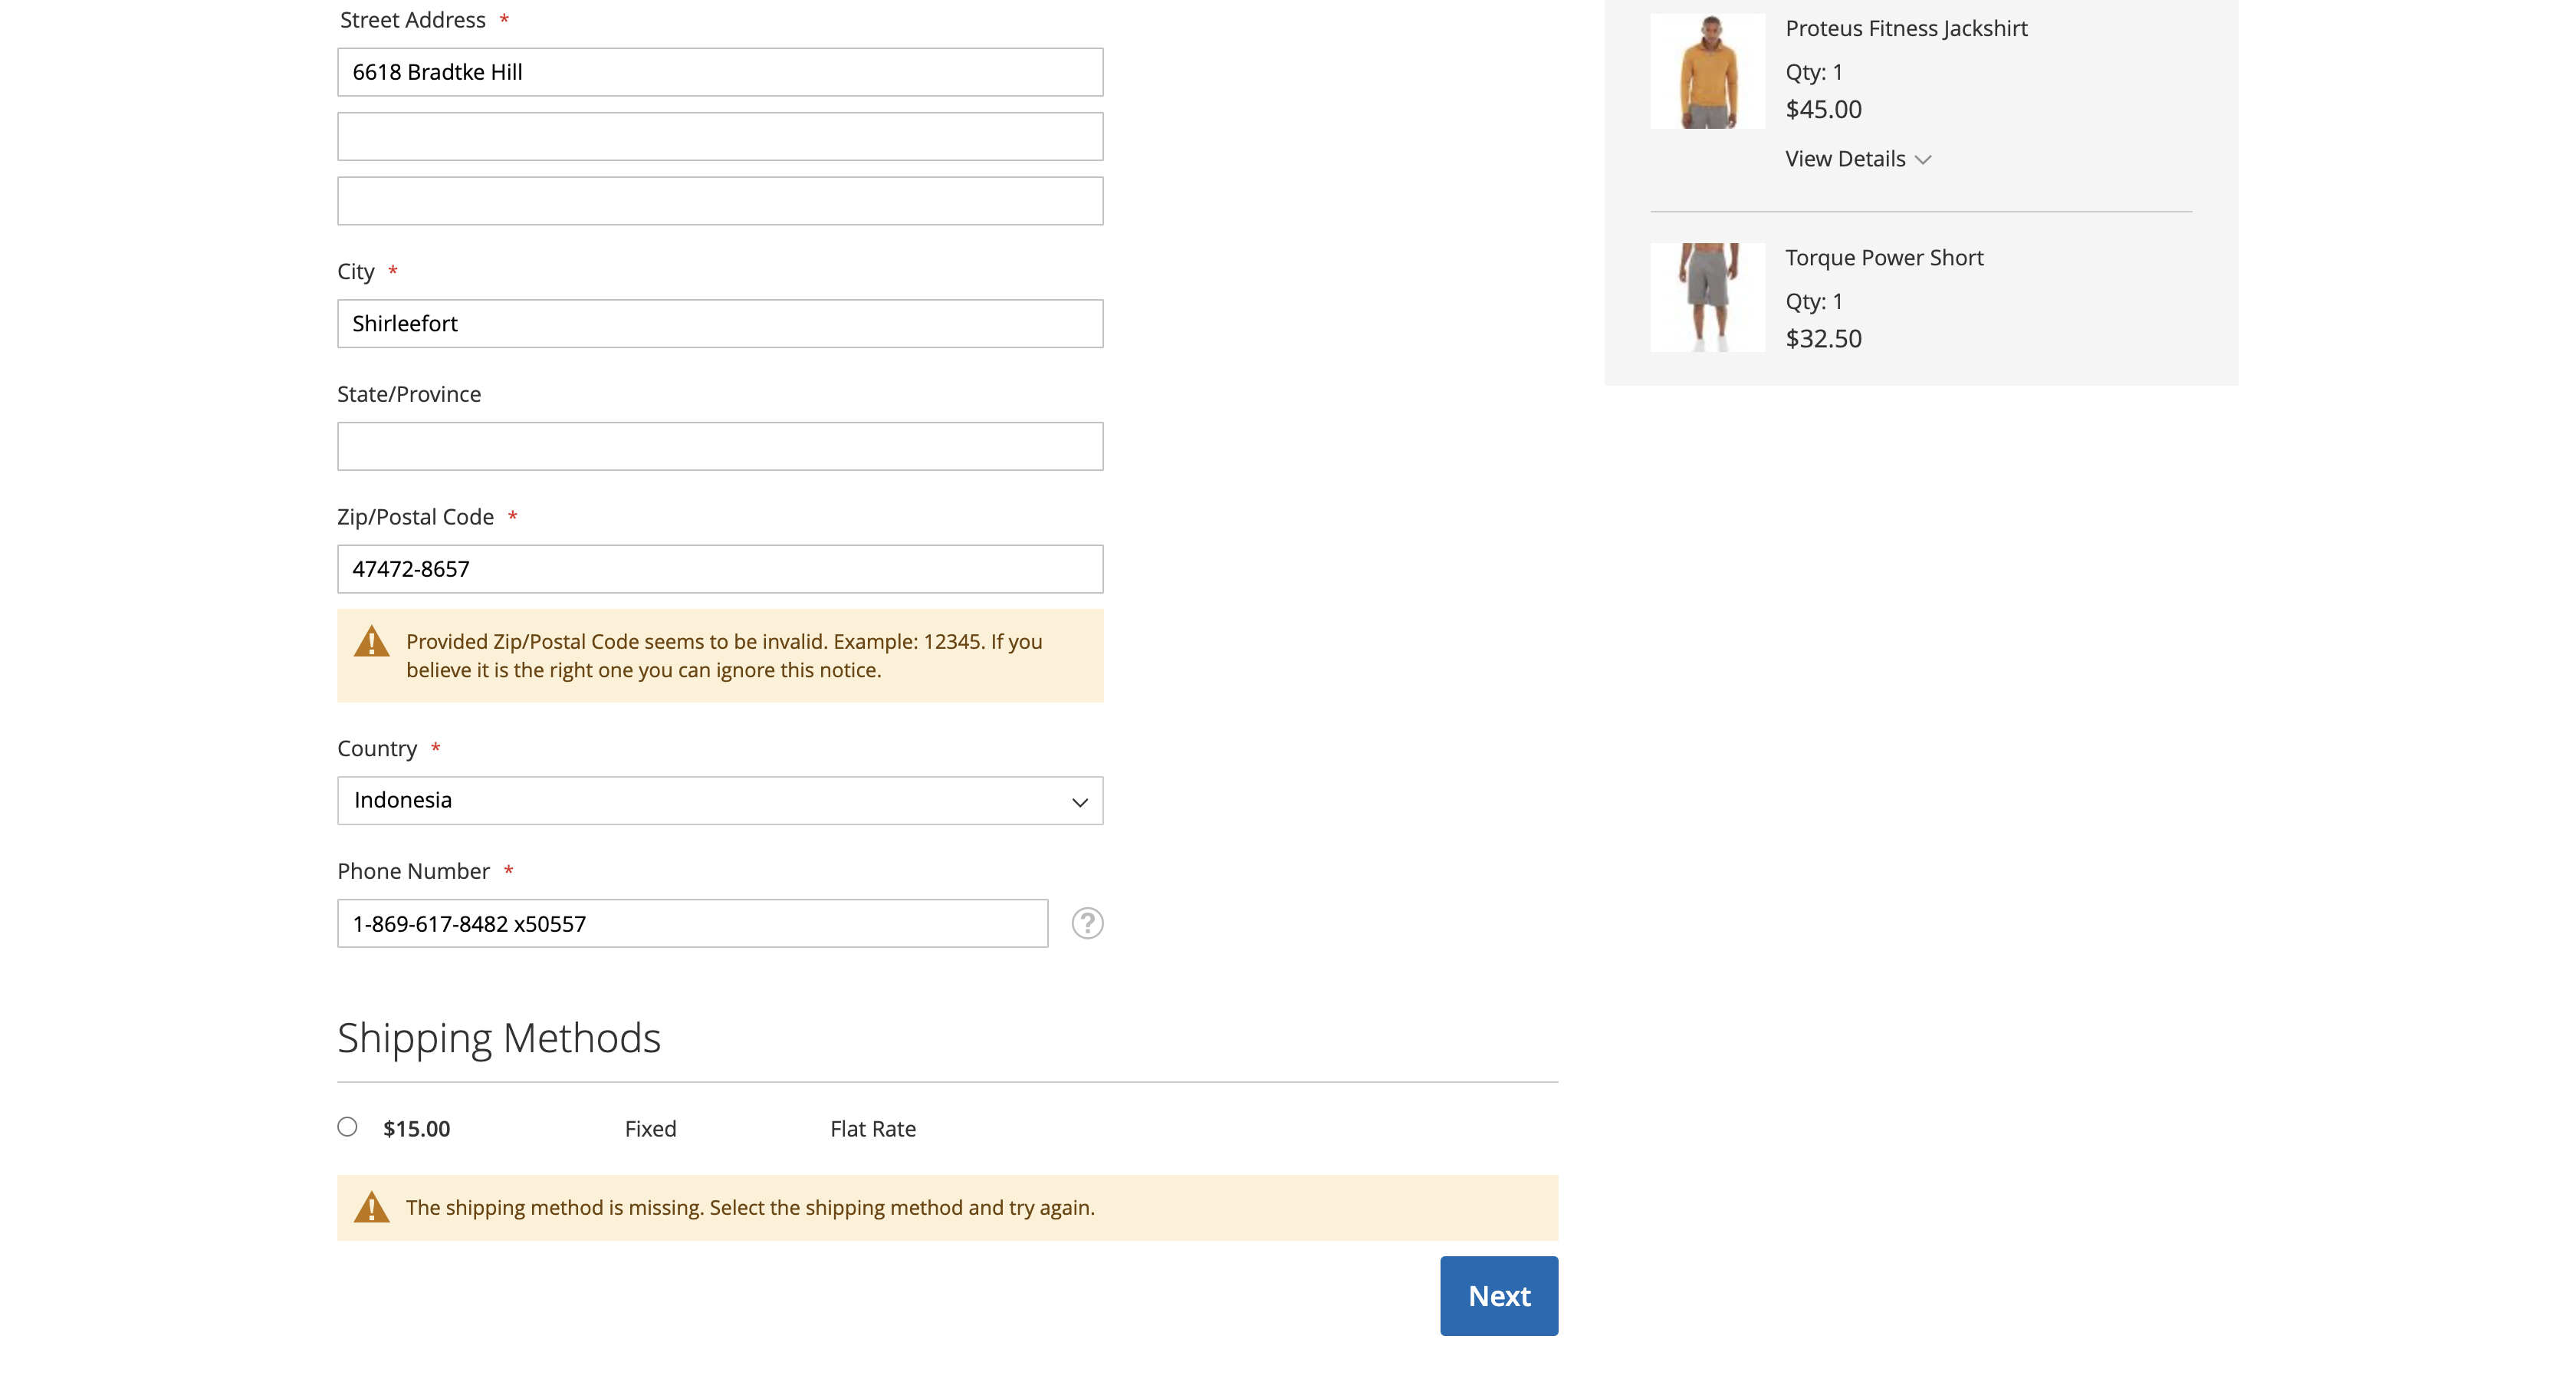 Street Address *
6618 Bradtke Hill
City *
Shirleefort
State/Province
Zip/Postal Code *
47472-8657
Provided Zip/Postal Code seems to be invalid. Example: 12345. If you
believe it is the right one you can ignore this notice.
Country *
Indonesia
Phone Number *
1-869-617-8482 x50557
?
Shipping Methods
$15.00 Fixed Flat Rate
The shipping method is missing. Select the shipping method and try again.
Next
Proteus Fitness Jackshirt
Qty: 1
$45.00
View Details
Torque Power Short
Qty: 1
$32.50